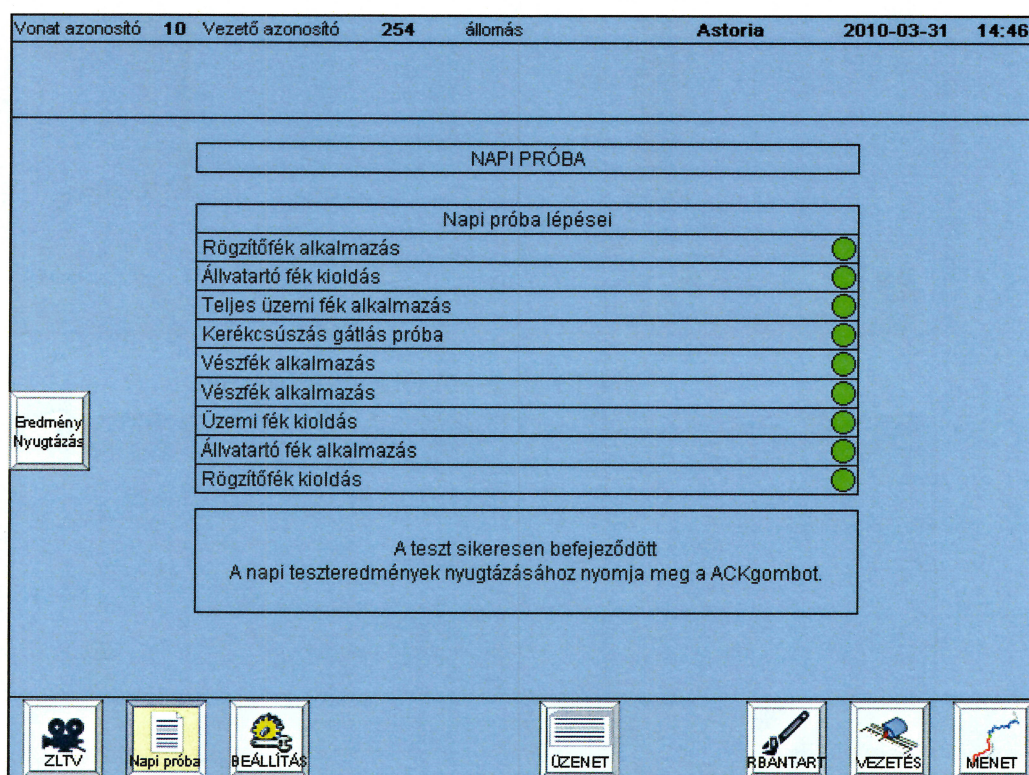 Vonat azonosító 10 Vezető azonosító 254 állomás Astoria 2010-03-31 14:46
NAPI PRÓBA
Napi próba lépései
Rögzítőfék alkalmazás
Állvatartó fék kioldás
Teljes üzemi fék alkalmazás
Kerékcsúszás gátlás próba
Vészfék alkalmazás
Vészfék alkalmazás
Üzemi fék kioldás
Állvatartó fék alkalmazás
Rögzítőfék kioldás
Eredmény
Nyugtázás
A teszt sikeresen befejeződött
A napi teszteredmények nyugtázásához nyomja meg a ACKgombot.
ZLTV Napi próba BEÁLLÍTÁS ÜZENET RBANTART VEZETÉS MENET